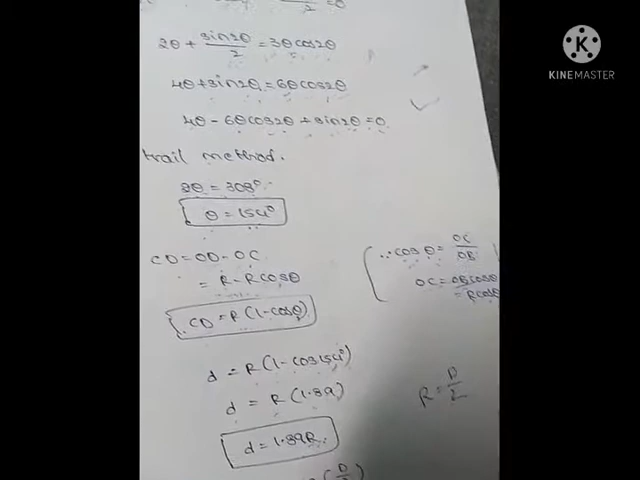 2θ + sin2θ/2 = 3θcos2θ
4θ+sin2θ = 6θcos2θ
4θ - 6θcos2θ + sin2θ = 0
trail method.
2θ = 308°
θ = 154°
CD = OD - OC
= R - Rcosθ
CD = R(1-cosθ)
∵ cosθ = OC/OB
OC = OBcosθ
= Rcosθ
d = R(1-cos154°)
d = R(1.89)
d = 1.89R
R = D/2
KINEMASTER